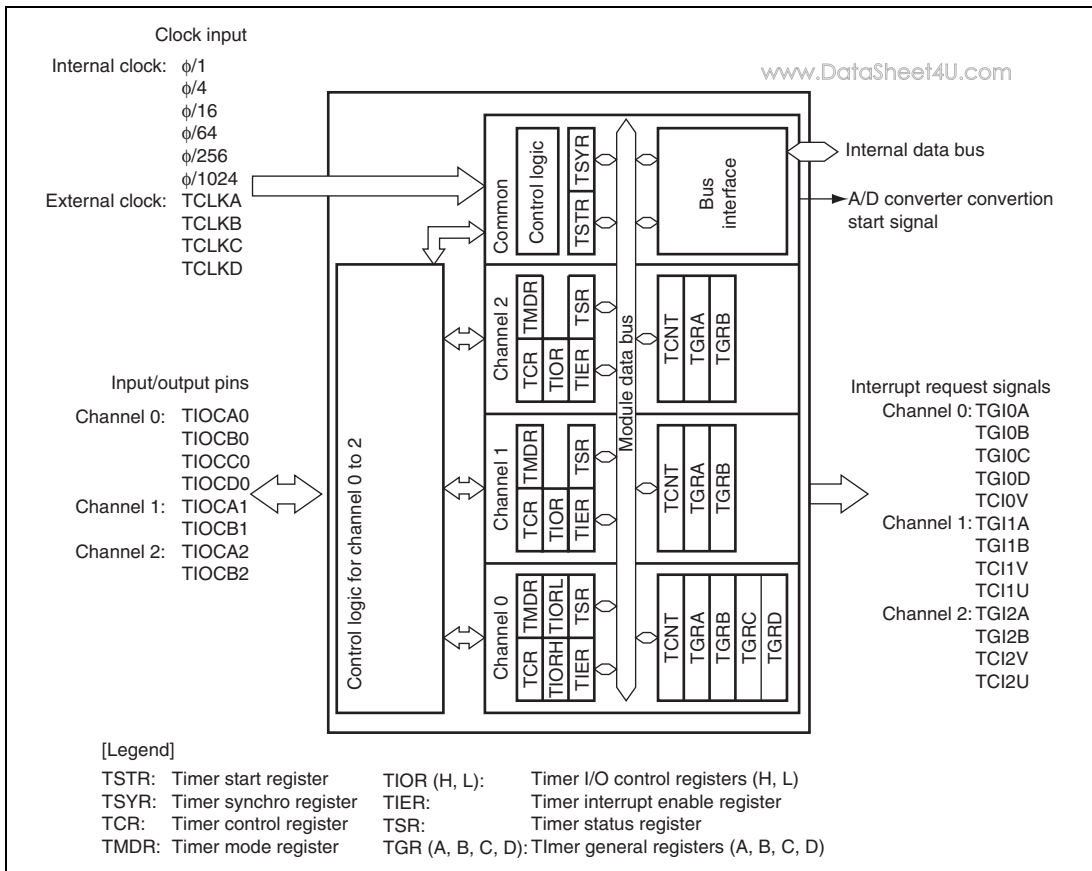 Clock input
Internal clock: ϕ/1
ϕ/4
ϕ/16
ϕ/64
ϕ/256
ϕ/1024
External clock: TCLKA
TCLKB
TCLKC
TCLKD
www.DataSheet4U.com
Common
Control logic
TSTR TSYR
Bus
interface
Internal data bus
A/D converter convertion
start signal
Control logic for channel 0 to 2
Module data bus
Channel 2
TCR TMDR
TIOR
TIER TSR
TCNT
TGRA
TGRB
Channel 1
TCR TMDR
TIOR
TIER TSR
TCNT
TGRA
TGRB
Channel 0
TCR TMDR
TIORH TIORL
TIER TSR
TCNT
TGRA
TGRB
TGRC
TGRD
Input/output pins
Channel 0: TIOCA0
TIOCB0
TIOCC0
TIOCD0
Channel 1: TIOCA1
TIOCB1
Channel 2: TIOCA2
TIOCB2
Interrupt request signals
Channel 0: TGI0A
TGI0B
TGI0C
TGI0D
TCI0V
Channel 1: TGI1A
TGI1B
TCI1V
TCI1U
Channel 2: TGI2A
TGI2B
TCI2V
TCI2U
[Legend]
TSTR: Timer start register
TSYR: Timer synchro register
TCR: Timer control register
TMDR: Timer mode register
TIOR (H, L): Timer I/O control registers (H, L)
TIER: Timer interrupt enable register
TSR: Timer status register
TGR (A, B, C, D): TImer general registers (A, B, C, D)